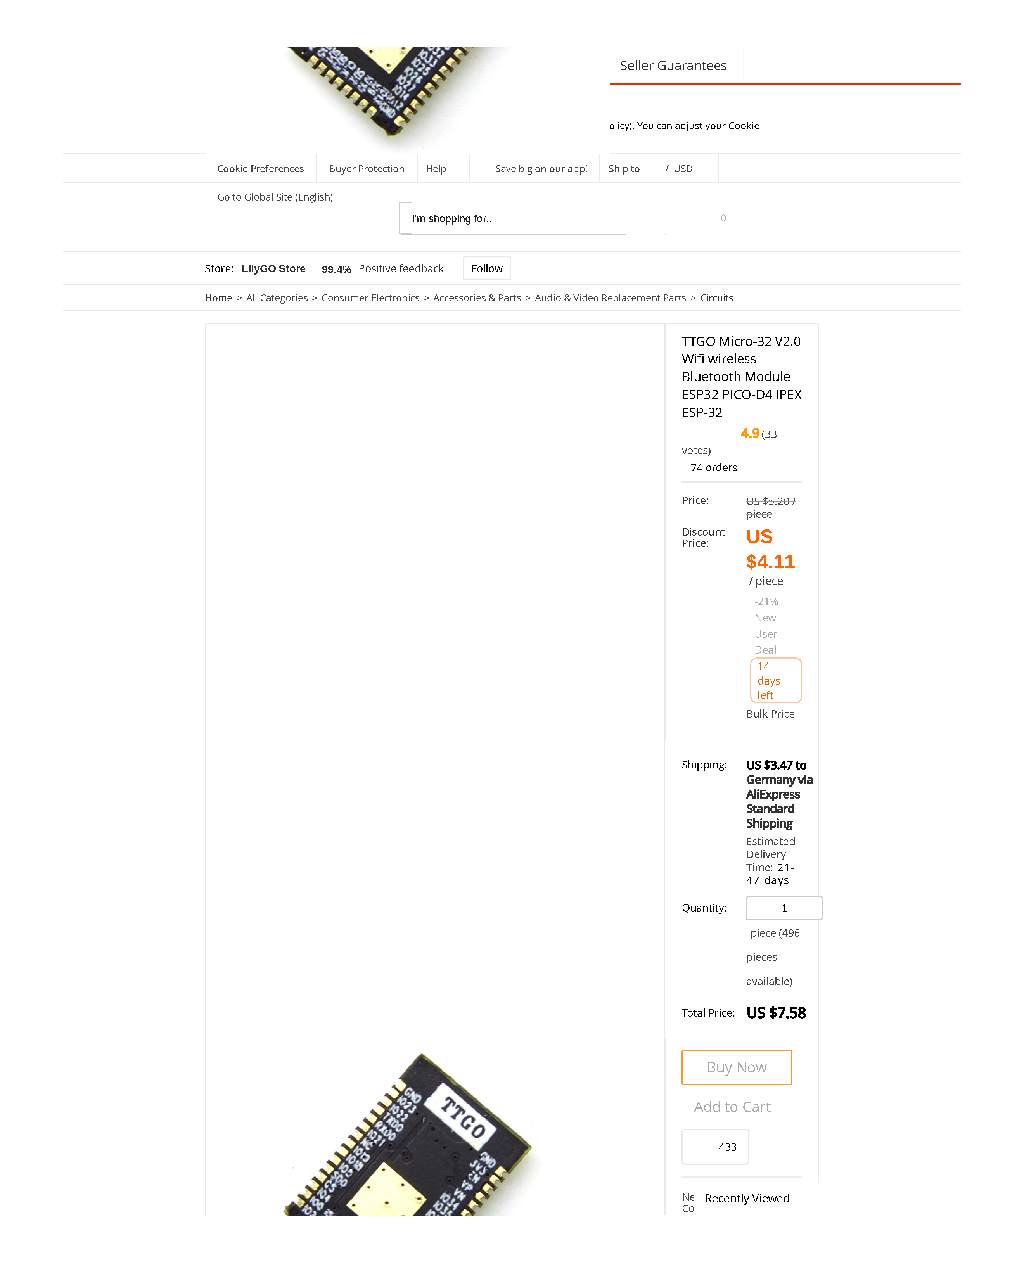 Seller Guarantees
olicy). You can adjust your Cookie
Cookie Preferences Buyer Protection Help Save big on our app! Ship to / USD
Go to Global Site (English)
I'm shopping for... 0
Store: LilyGO Store 99.4% Positive feedback Follow
Home > All Categories > Consumer Electronics > Accessories & Parts > Audio & Video Replacement Parts > Circuits
TTGO Micro-32 V2.0
Wifi wireless
Bluetooth Module
ESP32 PICO-D4 IPEX
ESP-32
4.9 (33
votes)
74 orders
Price: US $5.20 /
piece
Discount
Price:
US
$4.11
/ piece
-21%
New
User
Deal
14
days
left
Bulk Price
Shipping: US $3.47 to
Germany via
AliExpress
Standard
Shipping
Estimated
Delivery
Time: 21-
47 days
Quantity: 1
piece (496
pieces
available)
Total Price: US $7.58
Buy Now
Add to Cart
433
Ne
Co
Recently Viewed
TTGO
GND
IO23
IO22
GND